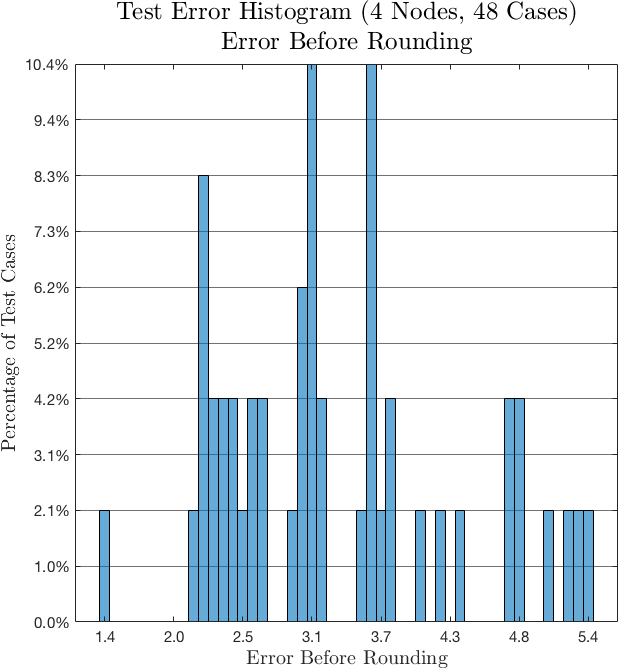 Test Error Histogram (4 Nodes, 48 Cases)
Error Before Rounding
10.4%
9.4%
8.3%
7.3%
6.2%
5.2%
4.2%
3.1%
2.1%
1.0%
0.0%
Percentage of Test Cases
1.4 2.0 2.5 3.1 3.7 4.3 4.8 5.4
Error Before Rounding